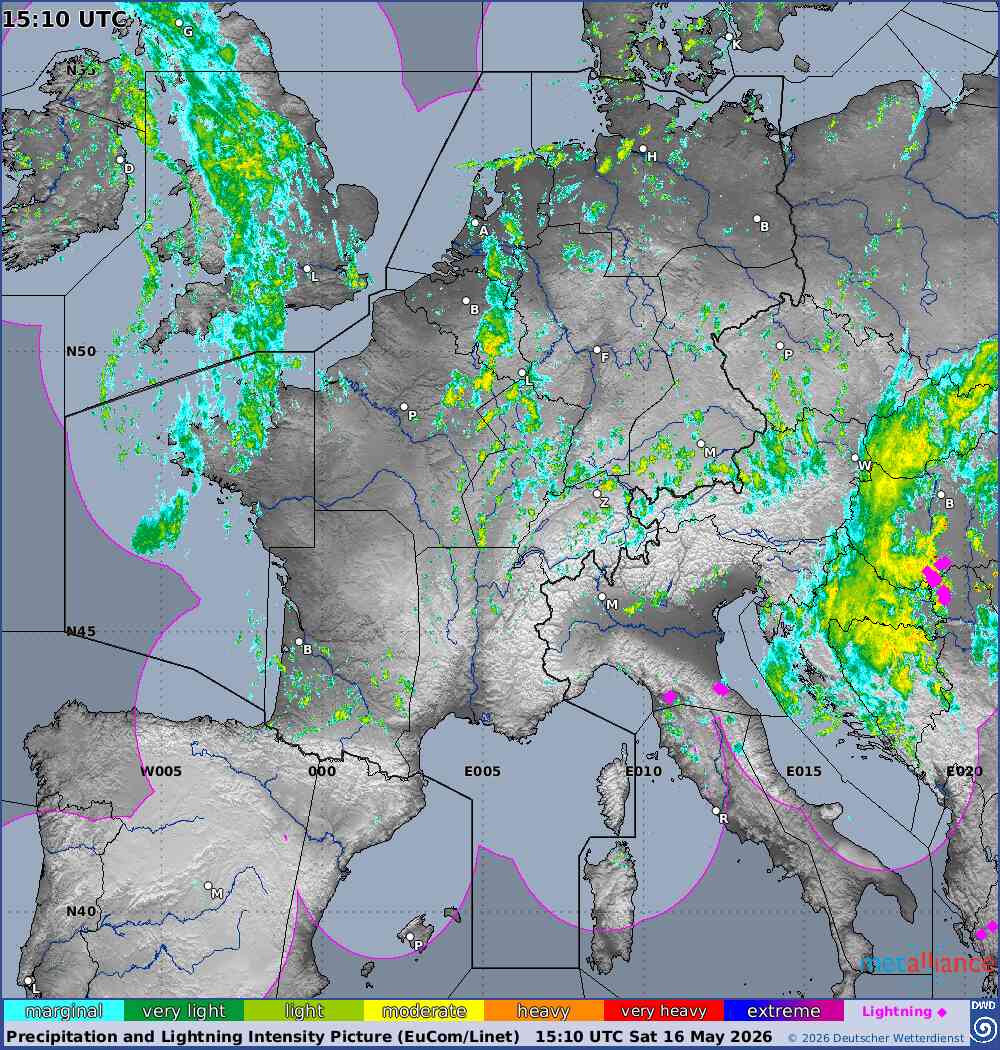 15:10 UTC
G
K
N55
D
H
A
B
L
B
N50
P
F
L
P
M
W
Z
B
M
N45
B
W005
000
E005
E010
E015
E020
R
M
N40
P
L
metalliance
marginal
very light
light
moderate
heavy
very heavy
extreme
Lightning ◆
DWD
Precipitation and Lightning Intensity Picture (EuCom/Linet) 15:10 UTC Sat 16 May 2026 © 2026 Deutscher Wetterdienst